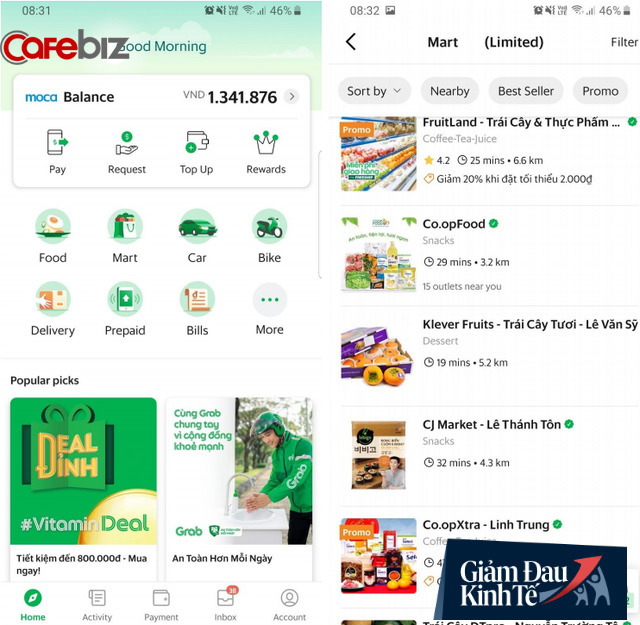 08:31
46%
Cafebiz
Good Morning
moca Balance
VND 1.341.876
Pay
Request
Top Up
Rewards
Food
Mart
Car
Bike
Delivery
Prepaid
Bills
More
Popular picks
DEAL
ĐỈNH
#VitaminDeal
Tiết kiệm đến 800.000đ - Mua
ngay!
Cùng Grab
chung tay
vì cộng đồng
khoẻ mạnh
Grab
An Toàn Hơn Mỗi Ngày
Home
Activity
Payment
Inbox
Account
08:32
46%
Mart (Limited)
Filter
Sort by
Nearby
Best Seller
Promo
Promo
Miễn phí
giao hàng
FruitLand - Trái Cây & Thực Phẩm ...
Coffee-Tea-Juice
4.2 25 mins • 6.6 km
Giảm 20% khi đặt tối thiểu 2.000₫
Co.opFood
Snacks
29 mins • 3.2 km
15 outlets near you
Klever Fruits - Trái Cây Tươi - Lê Văn Sỹ
Dessert
19 mins • 5.2 km
CJ Market - Lê Thánh Tôn
Snacks
32 mins • 4.3 km
Promo
Co.opXtra - Linh Trung
Giảm Đau
Kinh Tế